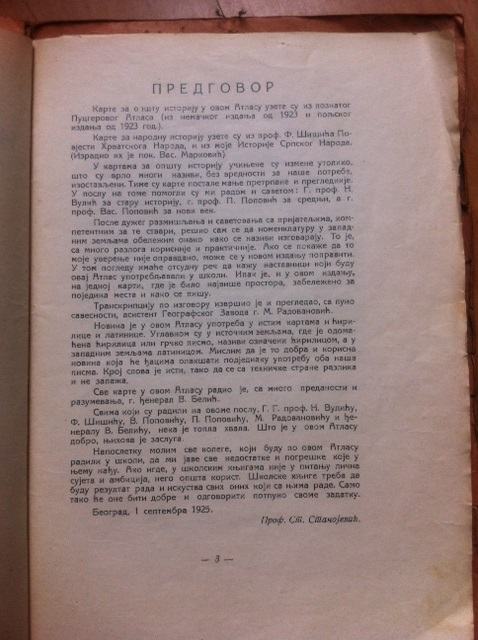 ПРЕДГОВОР
Карте за општу историју у овом Атласу узете су из познатог
Пуцгеровог Атласа (из немачког издања од 1923 и пољског
издања од 1923 год.).
Карте за народну историју узете су из проф. Ф. Шишића По-
вјести Хрватскога Народа, и из моје Историје Српског Народа.
(Израдио их је пок. Вас. Марковић)
У картама за општу историју учињене су измене утолико,
што су врло многи називи, без вредности за наше потребе,
изостављени. Тиме су карте постале мање претрпане и прегледније.
У послу на томе помогли су ми радом и саветом: Г. Г. проф. Н.
Вулић за стару историју, г. проф. П. Поповић за средњи, а г.
проф. Вас. Поповић за нови век.
После дужег размишљања и саветовања са пријатељима, ком-
петентним за те ствари, решио сам се да номенклатуру у запад-
ним земљама обележим онако како се називи изговарају. То је,
са много разлога корисније и практичније. Ако се покаже да то
моје уверење није оправдано, може се у новом издању поправити.
У том погледу имаће отсудну реч да кажу наставници који буду
овај Атлас употребљавали у школи. Ипак је, и у овом издању,
на једној карти, где је било највише простора, забележено за
поједина места и како се пишу.
Транскрипцију по изговору извршио је и прегледао, са пуно
савесности, асистент Географског Завода г. М. Радовановић.
Новина је у овом Атласу употреба у истим картама и ћири-
лице и латинице. Углавном су у источним земљама, где је одома-
ћена ћирилица или грчко писмо, називи означени ћирилицом, а у
западним земљама латиницом. Мислим да је то добра и корисна
новина која ће ђацима олакшати подједнаку употребу оба наша
писма. Крој слова је исти, тако да се са техничке стране разлика
и не запажа.
Све карте у овом Атласу радио је, са много преданости и
разумевања, г. ђенерал В. Белић.
Свима који су радили на овоме послу, Г. Г. проф. Н. Вулићу,
Ф. Шишићу, В. Поповићу, П. Поповићу, М. Радовановићу и ђе-
нералу В. Белићу, нека је топла хвала. Што је у овом Атласу
добро, њихова је заслуга.
Напослетку молим све колеге, који буду по овом Атласу
радили у школи, да ми јаве све недостатке и погрешке које у
њему нађу. Ако игде, у школским књигама није у питању лична
сујета и амбиција, него општа корист. Школске књиге треба да
буду резултат рада и искуства свих оних који са њима раде. Само
тако ће оне бити добре и одговорити потпуно своме задатку.
Београд, 1 септембра 1925.
Проф. Ст. Станојевић.
— 3 —